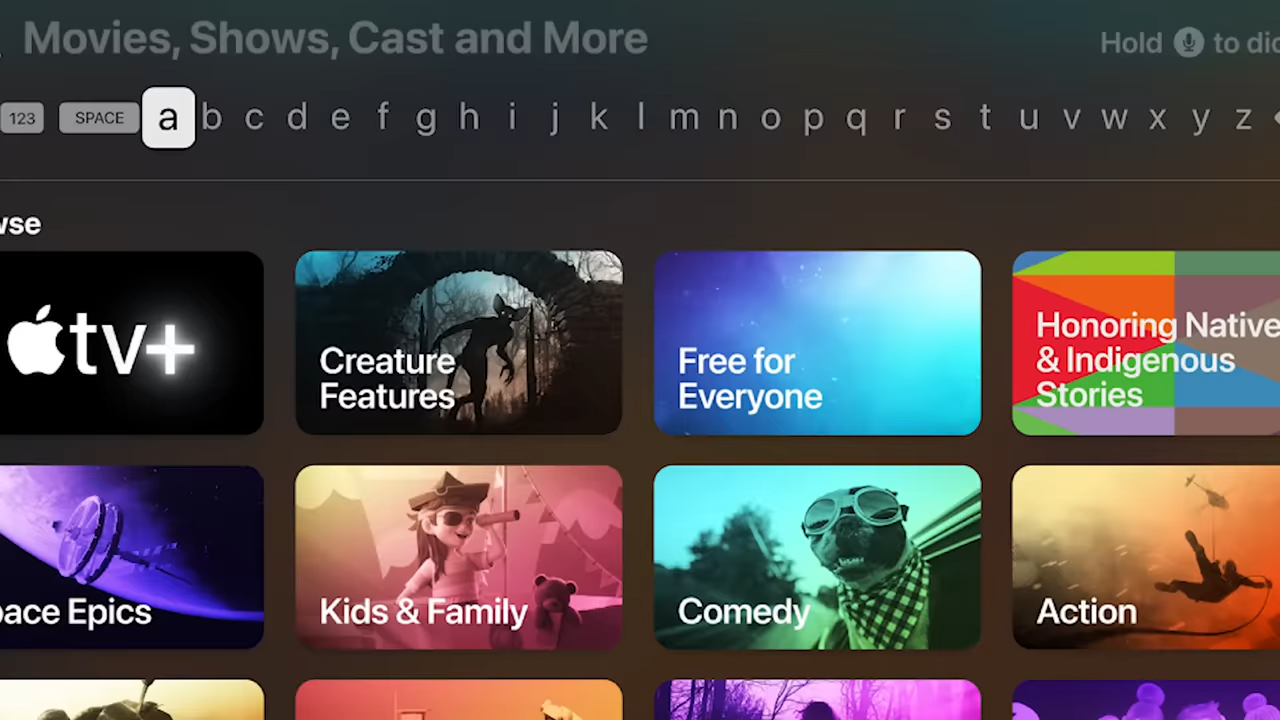 Movies, Shows, Cast and More
Hold to dic
123 SPACE a b c d e f g h i j k l m n o p q r s t u v w x y z
wse
tv+
Creature
Features
Free for
Everyone
Honoring Native
& Indigenous
Stories
pace Epics
Kids & Family
Comedy
Action